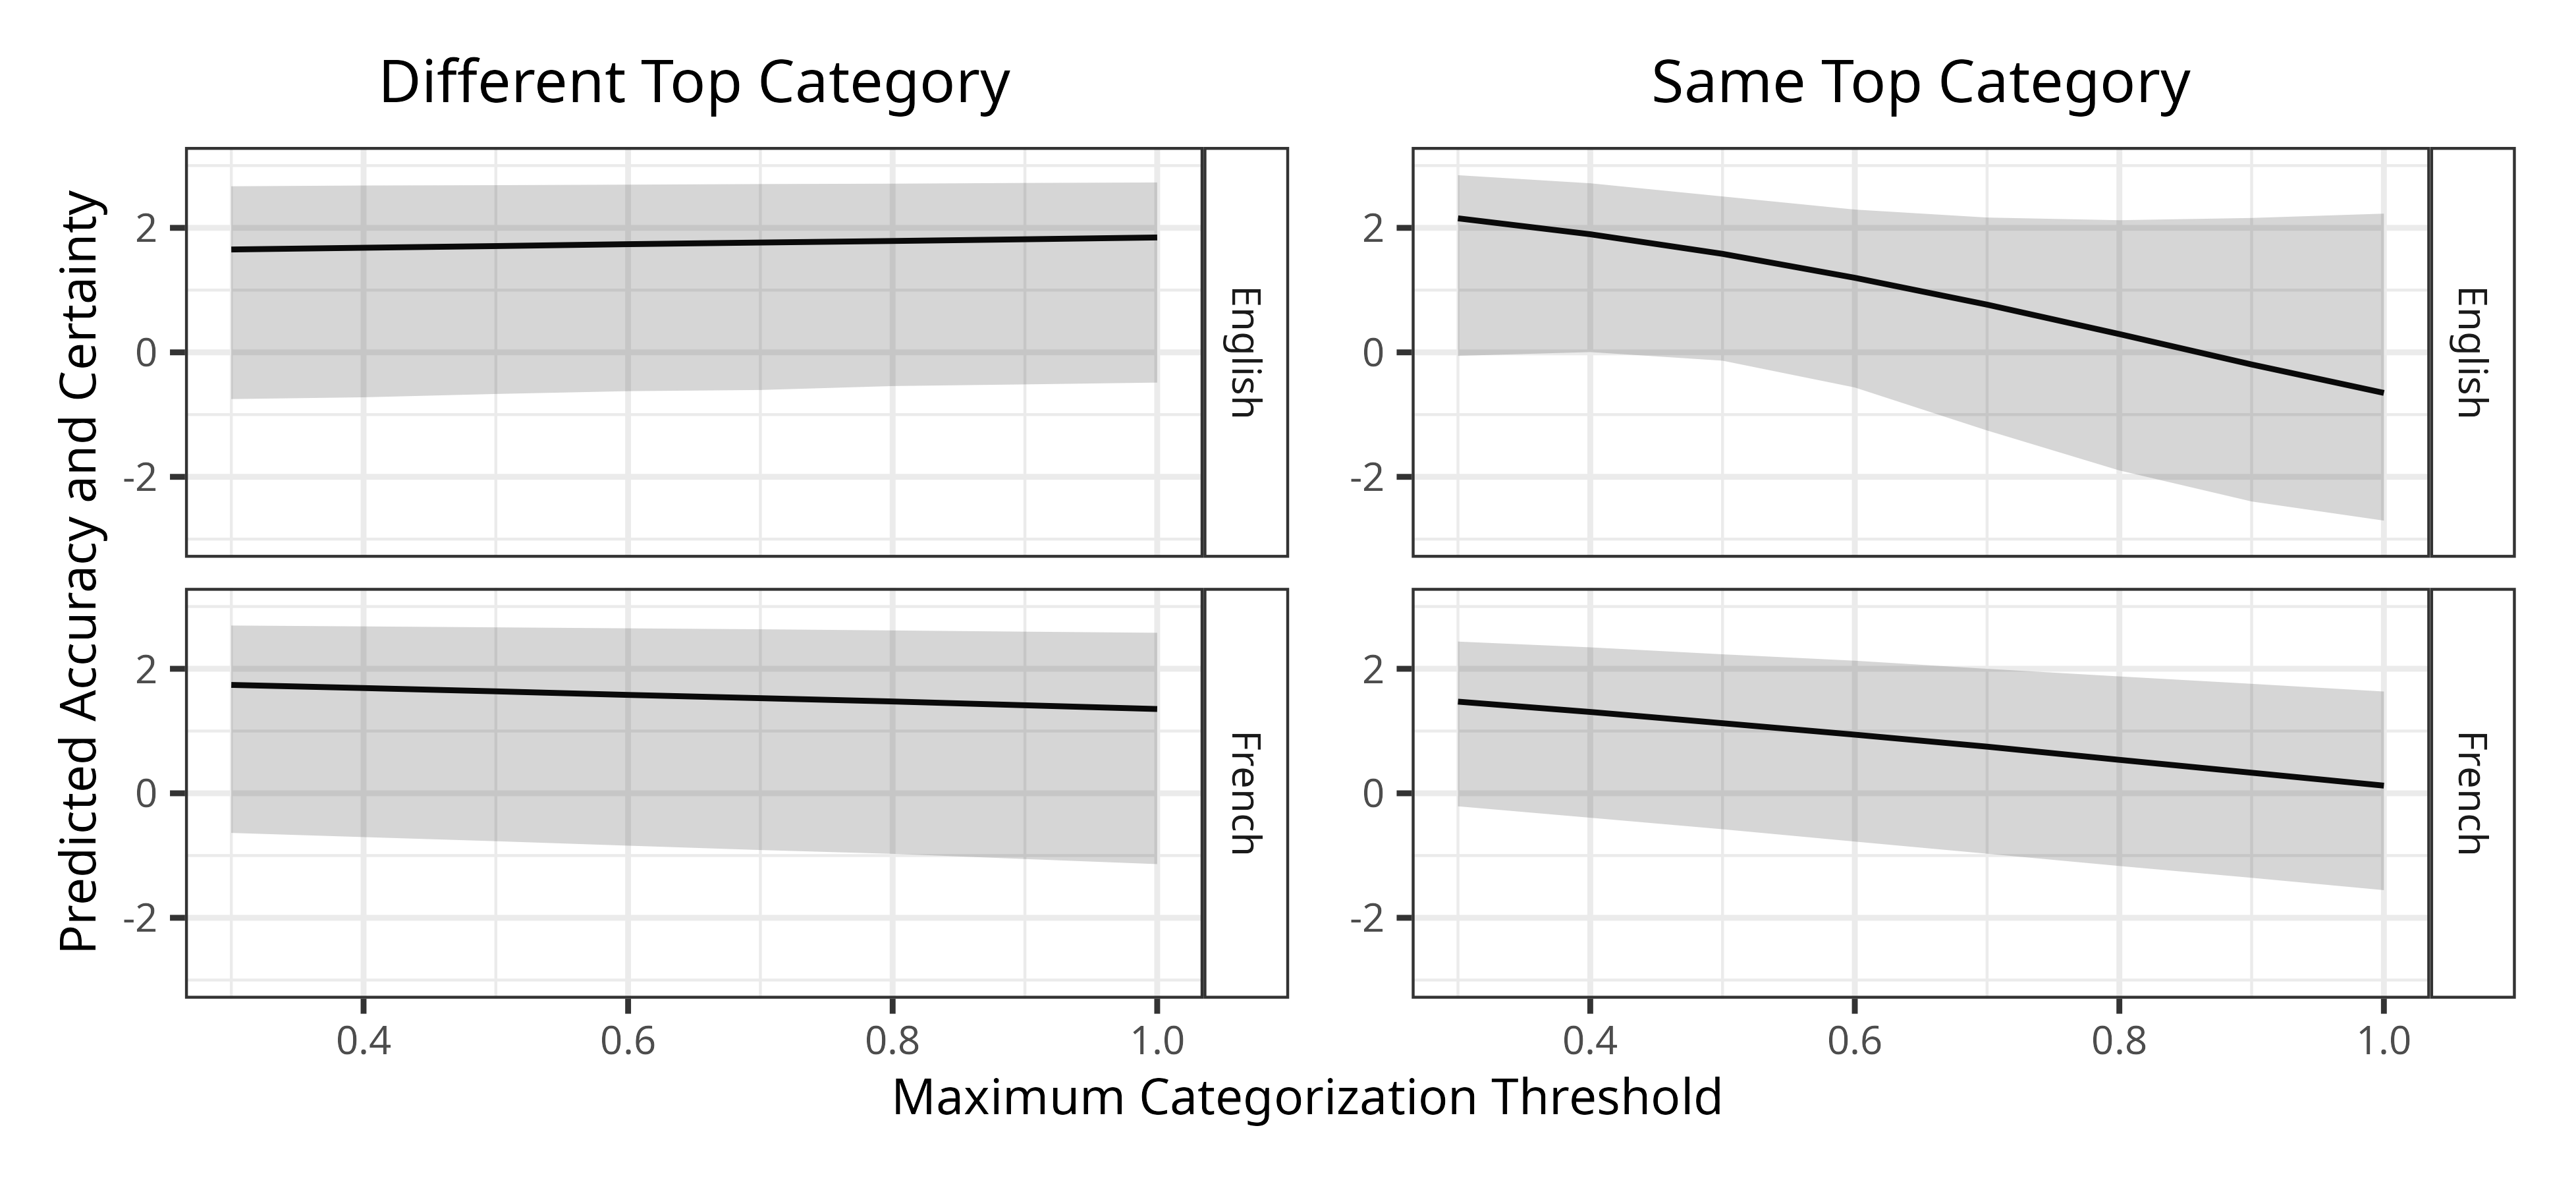 Different Top Category
Same Top Category
Predicted Accuracy and Certainty
2
0
-2
English
2
0
-2
English
2
0
-2
French
2
0
-2
French
0.4 0.6 0.8 1.0
0.4 0.6 0.8 1.0
Maximum Categorization Threshold